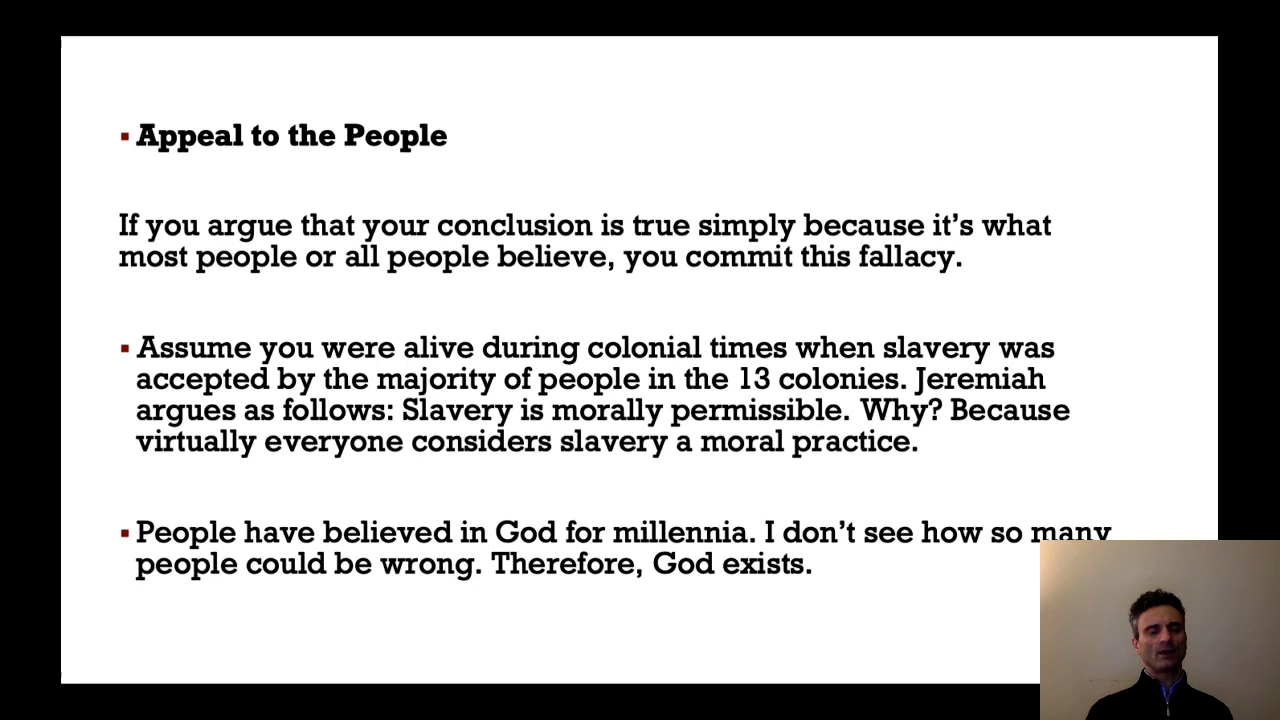 ▪ Appeal to the People
If you argue that your conclusion is true simply because it’s what
most people or all people believe, you commit this fallacy.
▪ Assume you were alive during colonial times when slavery was
accepted by the majority of people in the 13 colonies. Jeremiah
argues as follows: Slavery is morally permissible. Why? Because
virtually everyone considers slavery a moral practice.
▪ People have believed in God for millennia. I don’t see how so many
people could be wrong. Therefore, God exists.